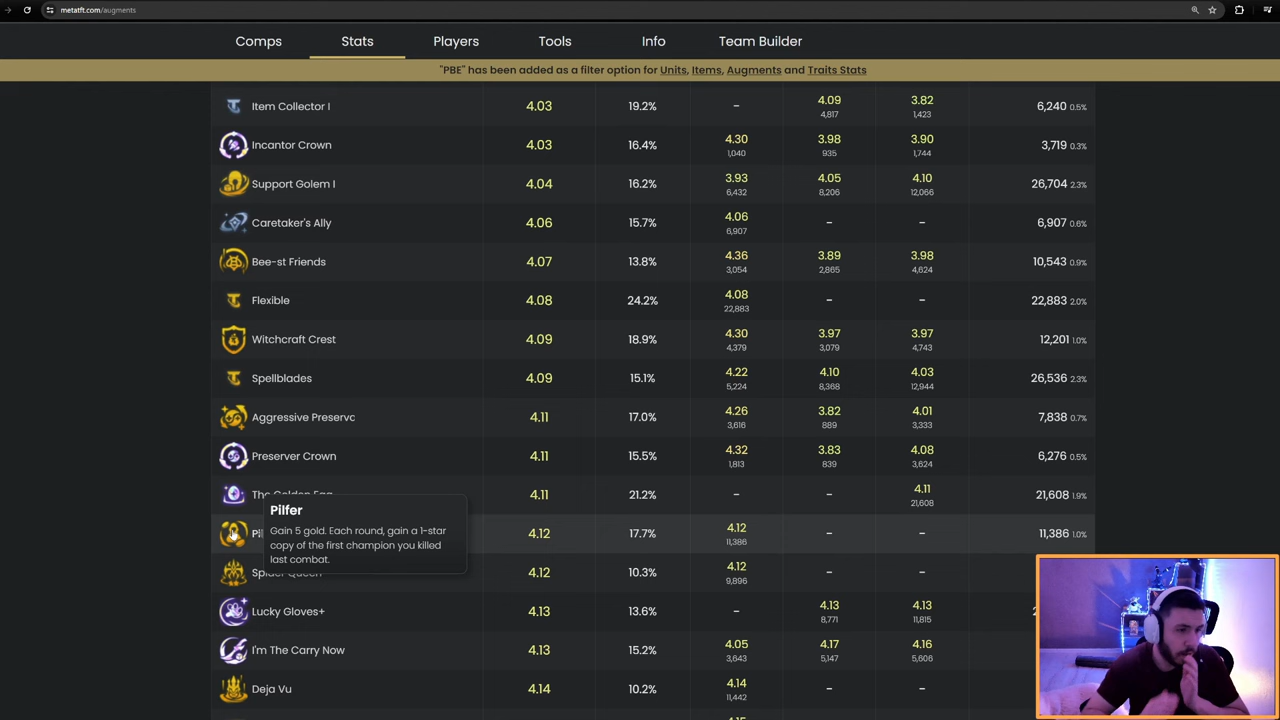 metatft.com/augments
Comps Stats Players Tools Info Team Builder
"PBE" has been added as a filter option for Units, Items, Augments and Traits Stats
Item Collector I 4.03 19.2% – 4.09 3.82 6,240 0.5%
4,817 1,423
Incantor Crown 4.03 16.4% 4.30 3.98 3.90 3,719 0.3%
1,040 935 1,744
Support Golem I 4.04 16.2% 3.93 4.05 4.10 26,704 2.3%
6,432 8,206 12,066
Caretaker's Ally 4.06 15.7% 4.06 – – 6,907 0.6%
6,907
Bee-st Friends 4.07 13.8% 4.36 3.89 3.98 10,543 0.9%
3,054 2,865 4,624
Flexible 4.08 24.2% 4.08 – – 22,883 2.0%
22,883
Witchcraft Crest 4.09 18.9% 4.30 3.97 3.97 12,201 1.0%
4,379 3,079 4,743
Spellblades 4.09 15.1% 4.22 4.10 4.03 26,536 2.3%
5,224 8,368 12,944
Aggressive Preservc 4.11 17.0% 4.26 3.82 4.01 7,838 0.7%
3,616 889 3,333
Preserver Crown 4.11 15.5% 4.32 3.83 4.08 6,276 0.5%
1,813 839 3,624
The Golden Egg 4.11 21.2% – – 4.11 21,608 1.9%
21,608
Pilfer
Gain 5 gold. Each round, gain a 1-star
copy of the first champion you killed
last combat.
4.12 17.7% 4.12 – – 11,386 1.0%
11,386
Spider Queen 4.12 10.3% 4.12 – –
9,896
Lucky Gloves+ 4.13 13.6% – 4.13 4.13
8,771 11,815
I'm The Carry Now 4.13 15.2% 4.05 4.17 4.16
3,643 5,147 5,606
Deja Vu 4.14 10.2% 4.14 – –
11,442